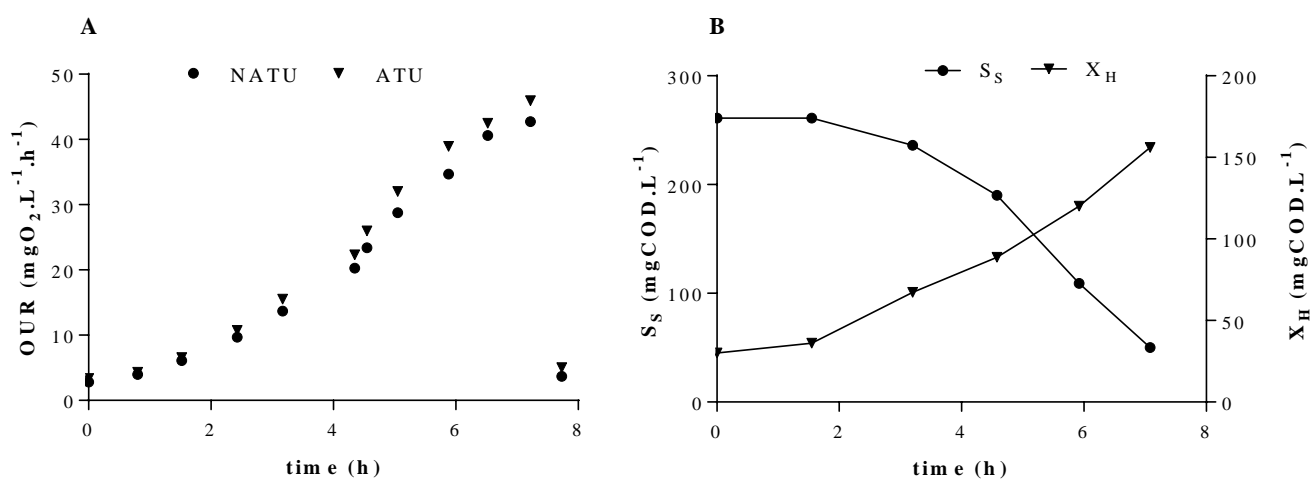 A
NATU ATU
50
40
30
20
10
0
OUR (mgO2.L-1.h-1)
0 2 4 6 8
time (h)
B
SS XH
300
200
100
0
SS (mgCOD.L-1)
200
150
100
50
0
XH (mgCOD.L-1)
0 2 4 6 8
time (h)